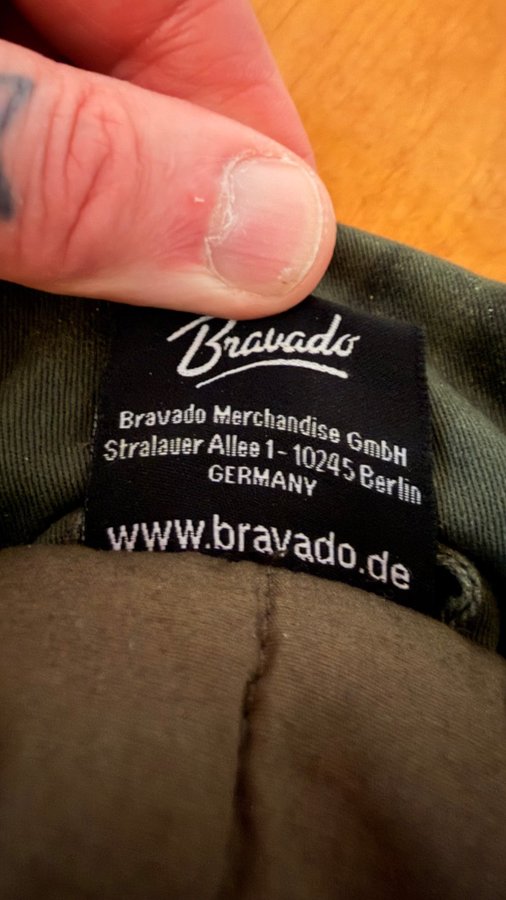 Bravado
Bravado Merchandise GmbH
Stralauer Allee 1 - 10245 Berlin
GERMANY
www.bravado.de